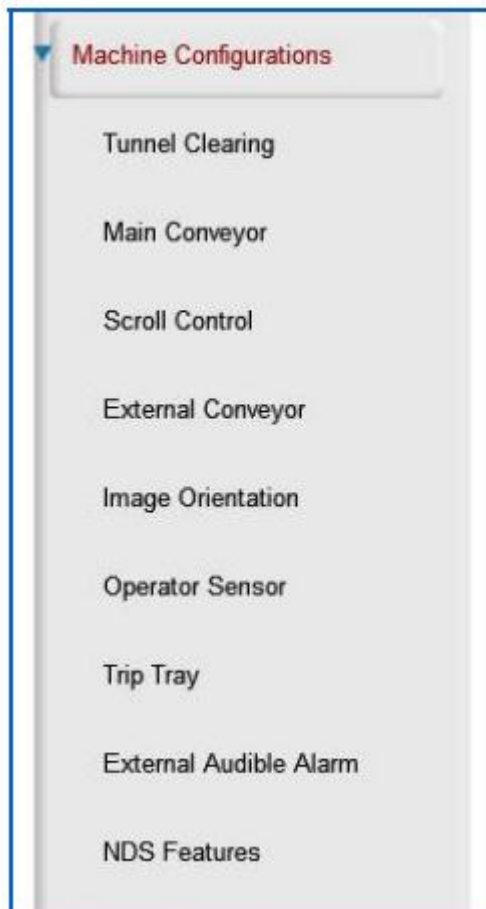 Machine Configurations
Tunnel Clearing
Main Conveyor
Scroll Control
External Conveyor
Image Orientation
Operator Sensor
Trip Tray
External Audible Alarm
NDS Features